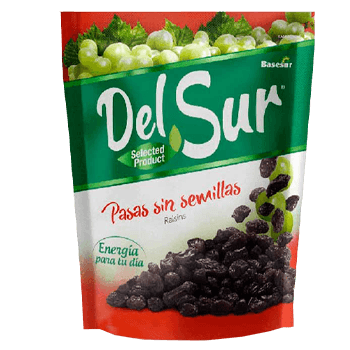 Basesur
Del Sur
Selected
Product
Pasas sin semillas
Raisins
Energía
para tu día